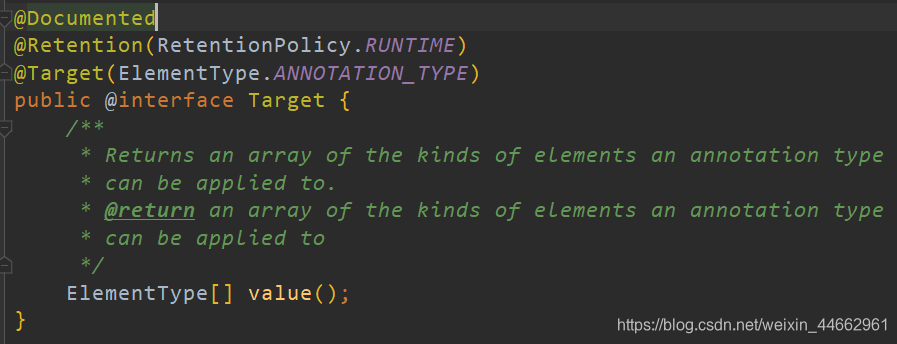 @Documented
@Retention(RetentionPolicy.RUNTIME)
@Target(ElementType.ANNOTATION_TYPE)
public @interface Target {
    /**
     * Returns an array of the kinds of elements an annotation type
     * can be applied to.
     * @return an array of the kinds of elements an annotation type
     * can be applied to
     */
    ElementType[] value();
}
https://blog.csdn.net/weixin_44662961